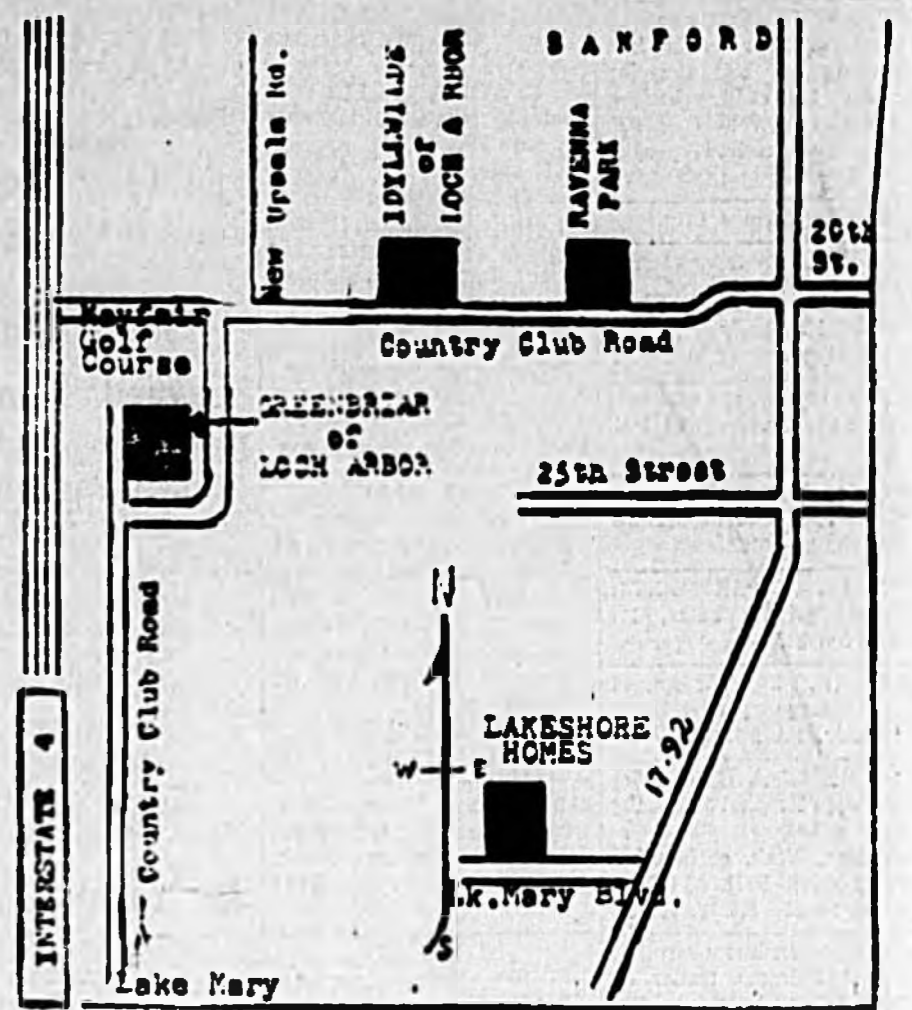 SANFORD
New Upsala Rd.
IDYLLWILDE
of
LOCH ARBOR
RAVENNA
PARK
20th
St.
Mayfair
Golf
Course
Country Club Road
GREENBRIAR
OF
LOCH ARBOR
25th Street
N
Country Club Road
LAKESHORE
HOMES
17-92
W E
INTERSTATE 4
Lk. Mary Blvd.
S
Lake Mary